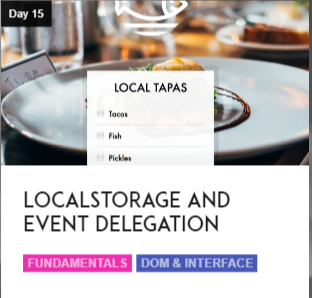 Day 15
LOCAL TAPAS
Tacos
Fish
Pickles
LOCALSTORAGE AND
EVENT DELEGATION
FUNDAMENTALS DOM & INTERFACE